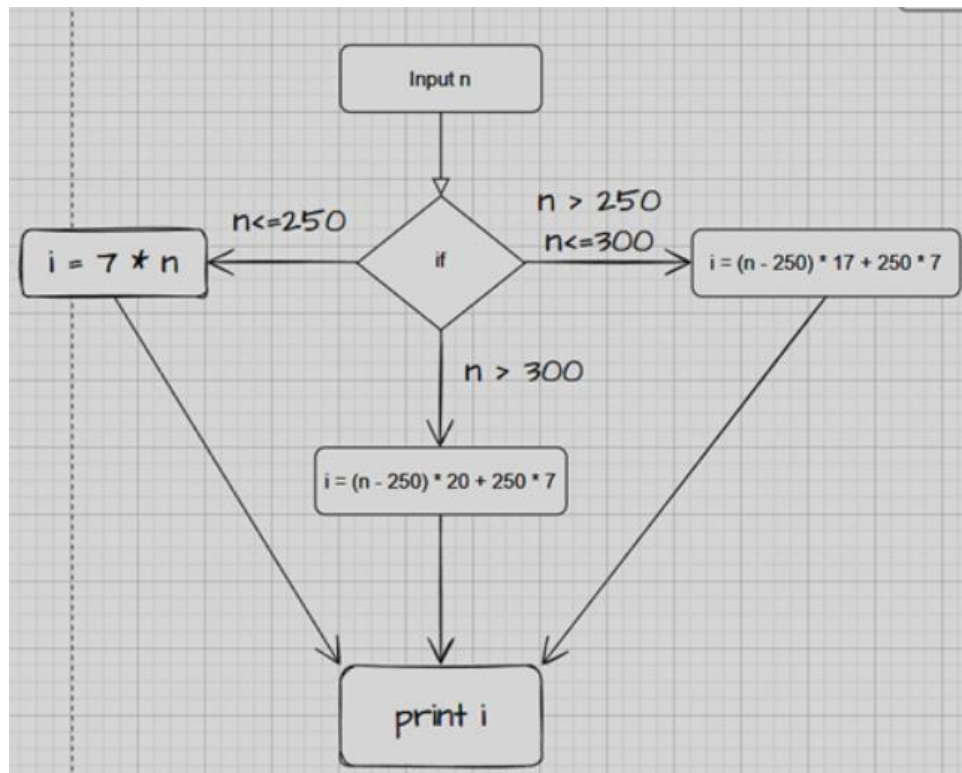 Input n
n<=250
n > 250
n<=300
i = 7 * n
if
i = (n - 250) * 17 + 250 * 7
n > 300
i = (n - 250) * 20 + 250 * 7
print i